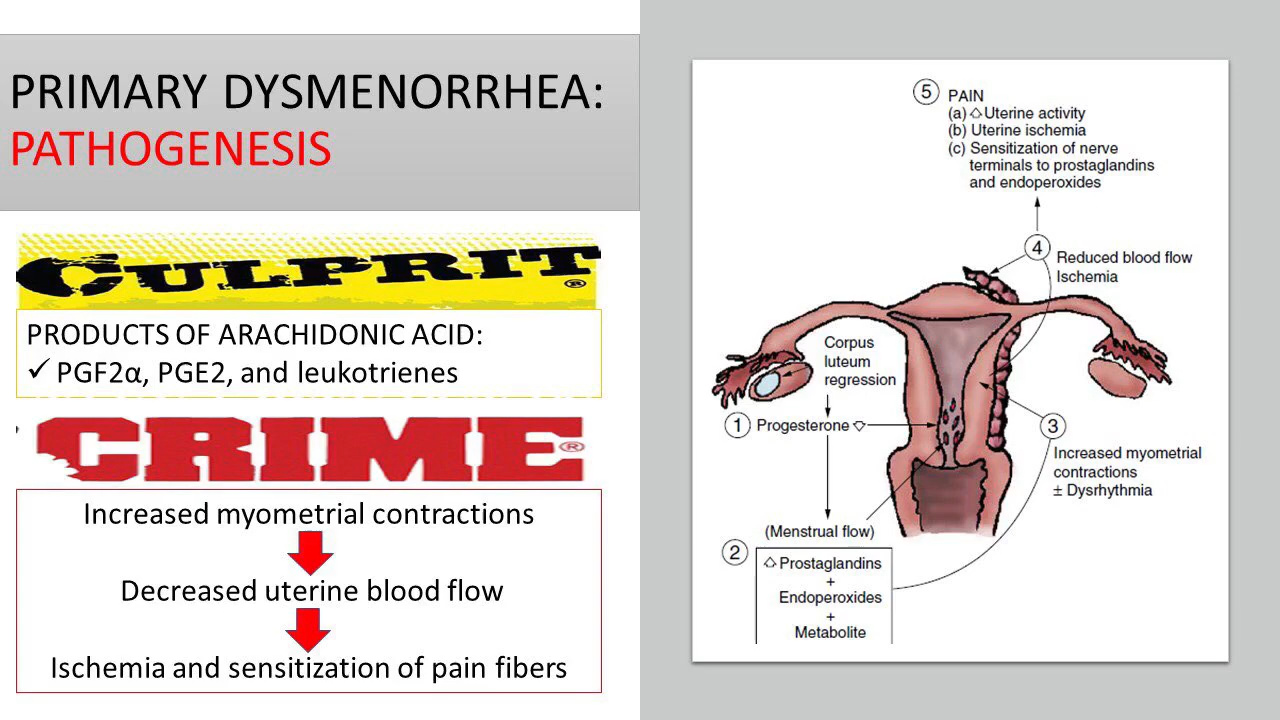 PRIMARY DYSMENORRHEA:
PATHOGENESIS
CULPRIT®
PRODUCTS OF ARACHIDONIC ACID:
✓ PGF2α, PGE2, and leukotrienes
CRIME®
Increased myometrial contractions
Decreased uterine blood flow
Ischemia and sensitization of pain fibers
5 PAIN
(a) ⇧Uterine activity
(b) Uterine ischemia
(c) Sensitization of nerve
terminals to prostaglandins
and endoperoxides
4
Reduced blood flow
Ischemia
Corpus
luteum
regression
1 Progesterone ⇩
3
Increased myometrial
contractions
± Dysrhythmia
(Menstrual flow)
2
⇧ Prostaglandins
+
Endoperoxides
+
Metabolite